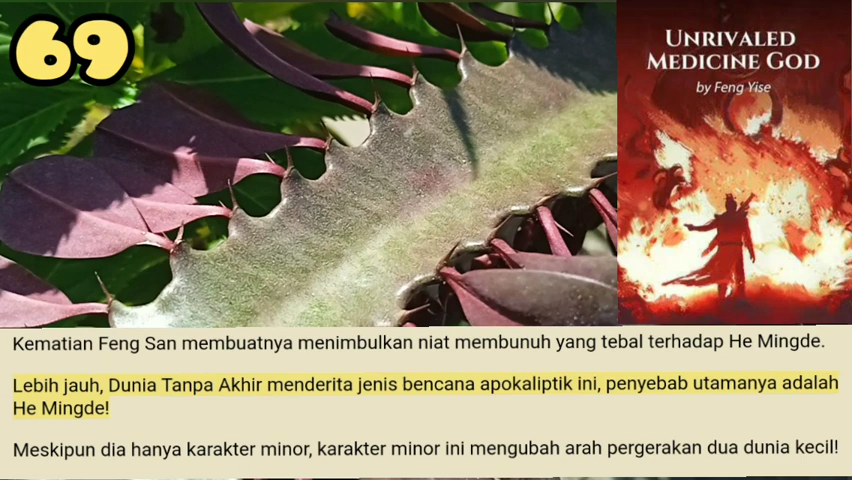 69
UNRIVALED
MEDICINE GOD
by Feng Yise
Kematian Feng San membuatnya menimbulkan niat membunuh yang tebal terhadap He Mingde.
Lebih jauh, Dunia Tanpa Akhir menderita jenis bencana apokaliptik ini, penyebab utamanya adalah
He Mingde!
Meskipun dia hanya karakter minor, karakter minor ini mengubah arah pergerakan dua dunia kecil!